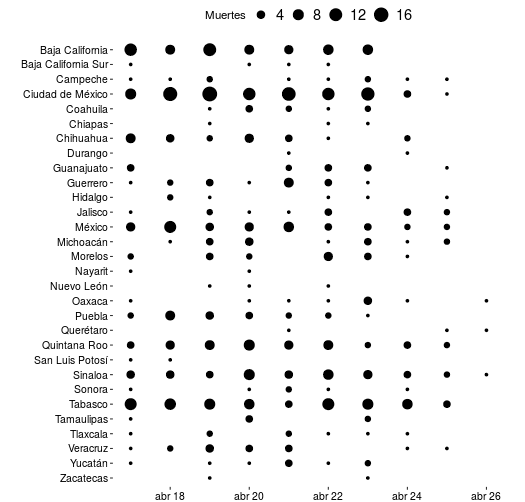 Muertes 4 8 12 16
Baja California
Baja California Sur
Campeche
Ciudad de México
Coahuila
Chiapas
Chihuahua
Durango
Guanajuato
Guerrero
Hidalgo
Jalisco
México
Michoacán
Morelos
Nayarit
Nuevo León
Oaxaca
Puebla
Querétaro
Quintana Roo
San Luis Potosí
Sinaloa
Sonora
Tabasco
Tamaulipas
Tlaxcala
Veracruz
Yucatán
Zacatecas
abr 18 abr 20 abr 22 abr 24 abr 26